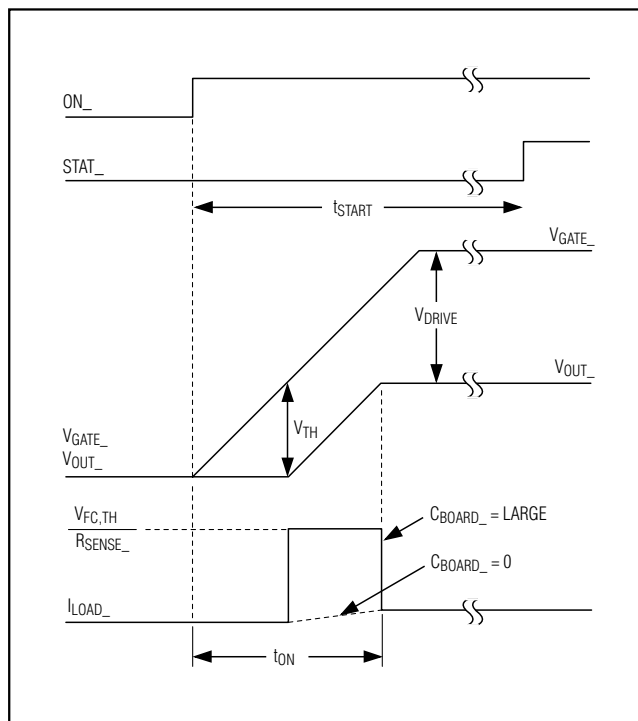 ON_
STAT_
tSTART
VGATE_
VDRIVE
VOUT_
VTH
VGATE_
VOUT_
VFC,TH
RSENSE_
CBOARD_ = LARGE
CBOARD_ = 0
ILOAD_
tON